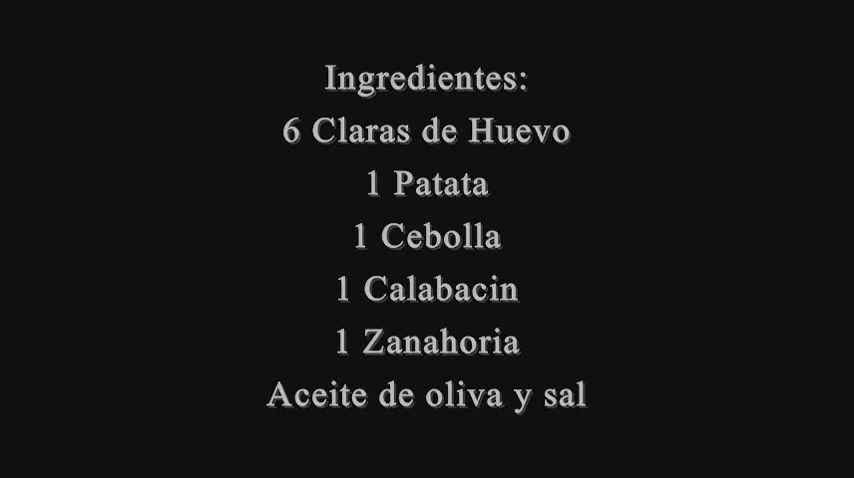 Ingredientes:
6 Claras de Huevo
1 Patata
1 Cebolla
1 Calabacin
1 Zanahoria
Aceite de oliva y sal